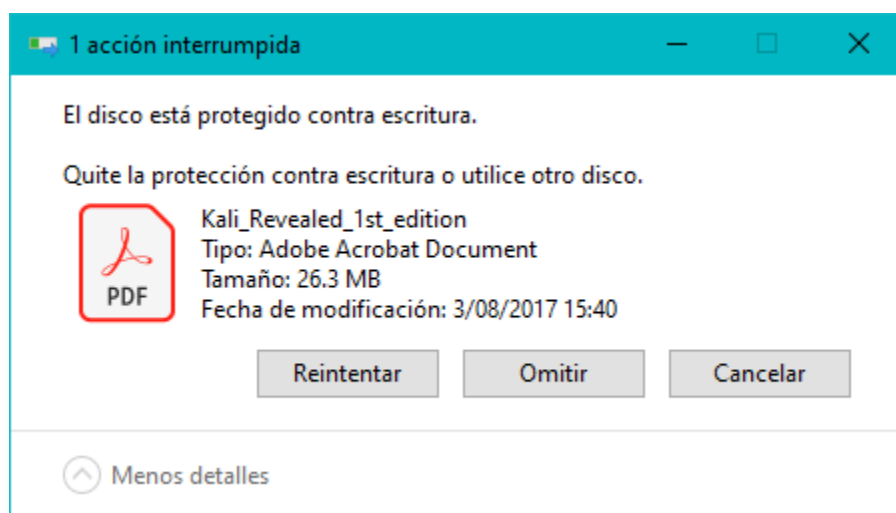 1 acción interrumpida
El disco está protegido contra escritura.
Quite la protección contra escritura o utilice otro disco.
Kali_Revealed_1st_edition
Tipo: Adobe Acrobat Document
Tamaño: 26.3 MB
Fecha de modificación: 3/08/2017 15:40
PDF
Reintentar
Omitir
Cancelar
Menos detalles